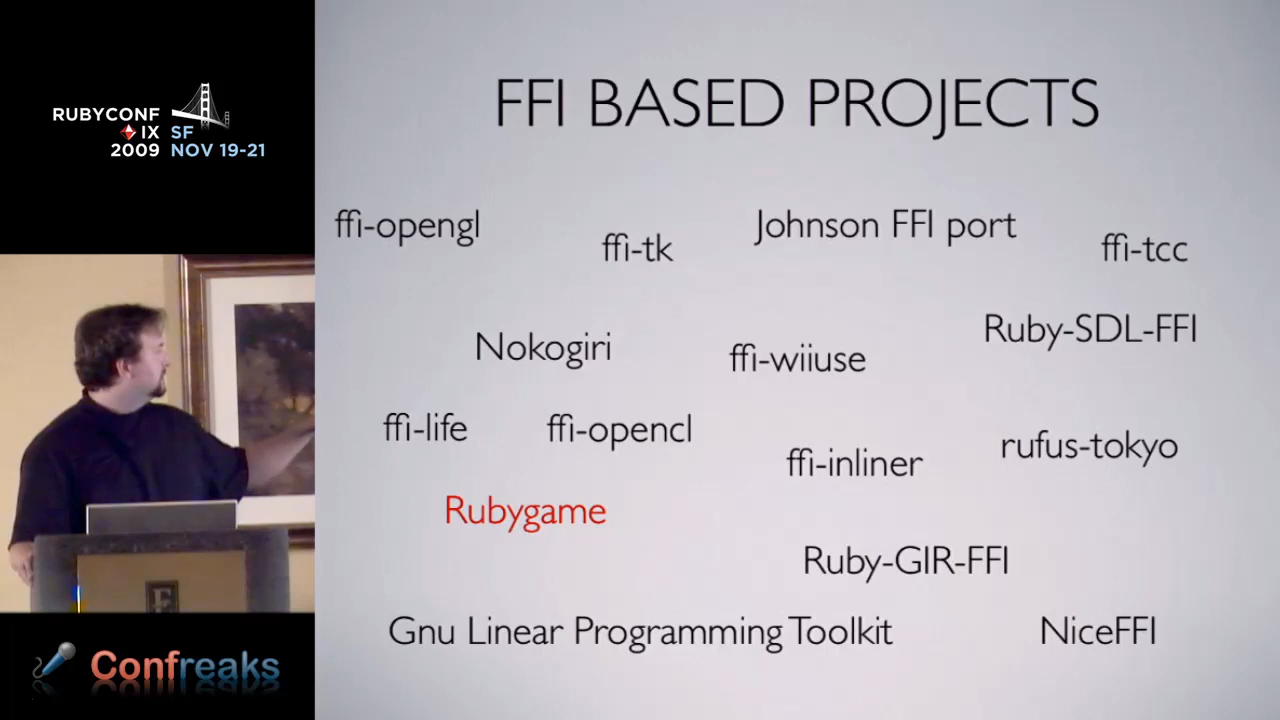 RUBYCONF
IX SF
2009 NOV 19-21
FFI BASED PROJECTS
ffi-opengl
ffi-tk
Johnson FFI port
ffi-tcc
Nokogiri
ffi-wiiuse
Ruby-SDL-FFI
ffi-life
ffi-opencl
ffi-inliner
rufus-tokyo
Rubygame
Ruby-GIR-FFI
Gnu Linear Programming Toolkit
NiceFFI
Confreaks